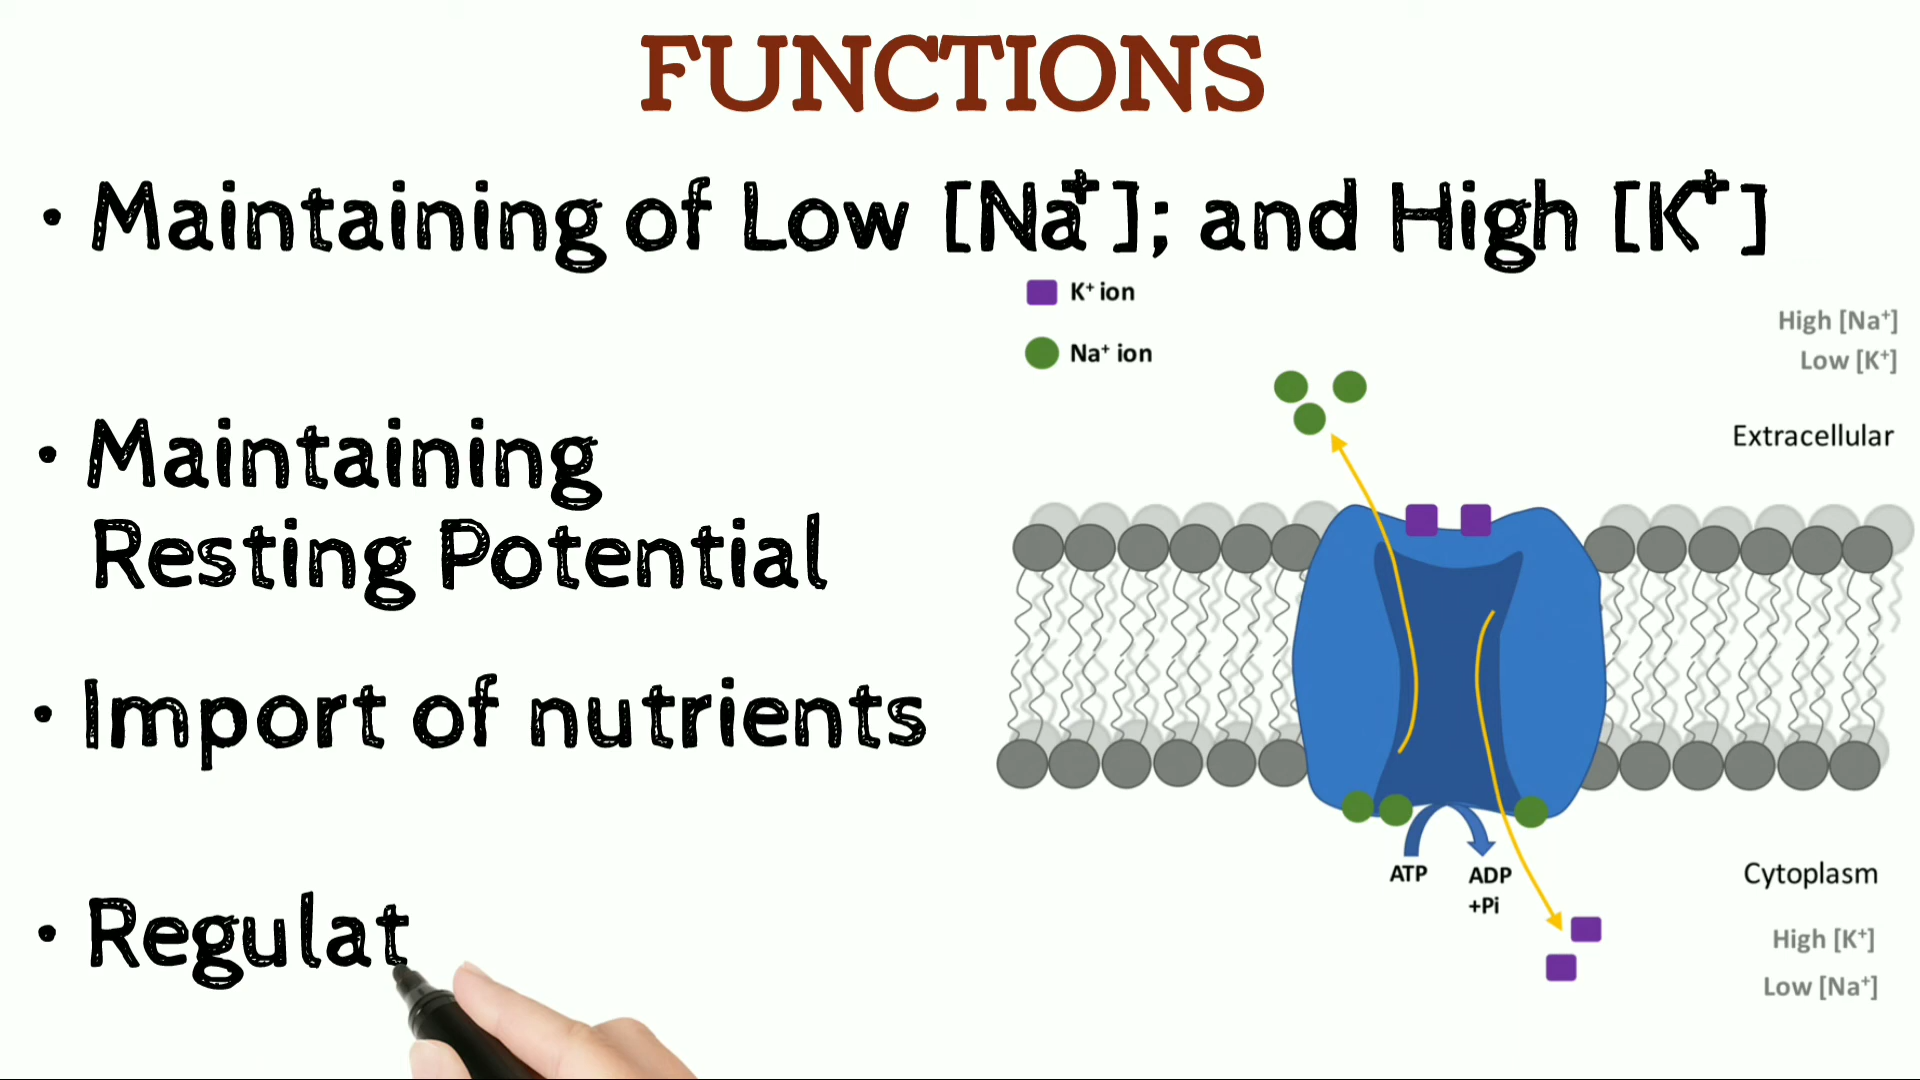 FUNCTIONS
• Maintaining of Low [Na⁺]; and High [K⁺]
K⁺ ion
Na⁺ ion
High [Na⁺]
Low [K⁺]
Extracellular
• Maintaining
Resting Potential
• Import of nutrients
• Regulat
ATP
ADP
+Pi
Cytoplasm
High [K⁺]
Low [Na⁺]